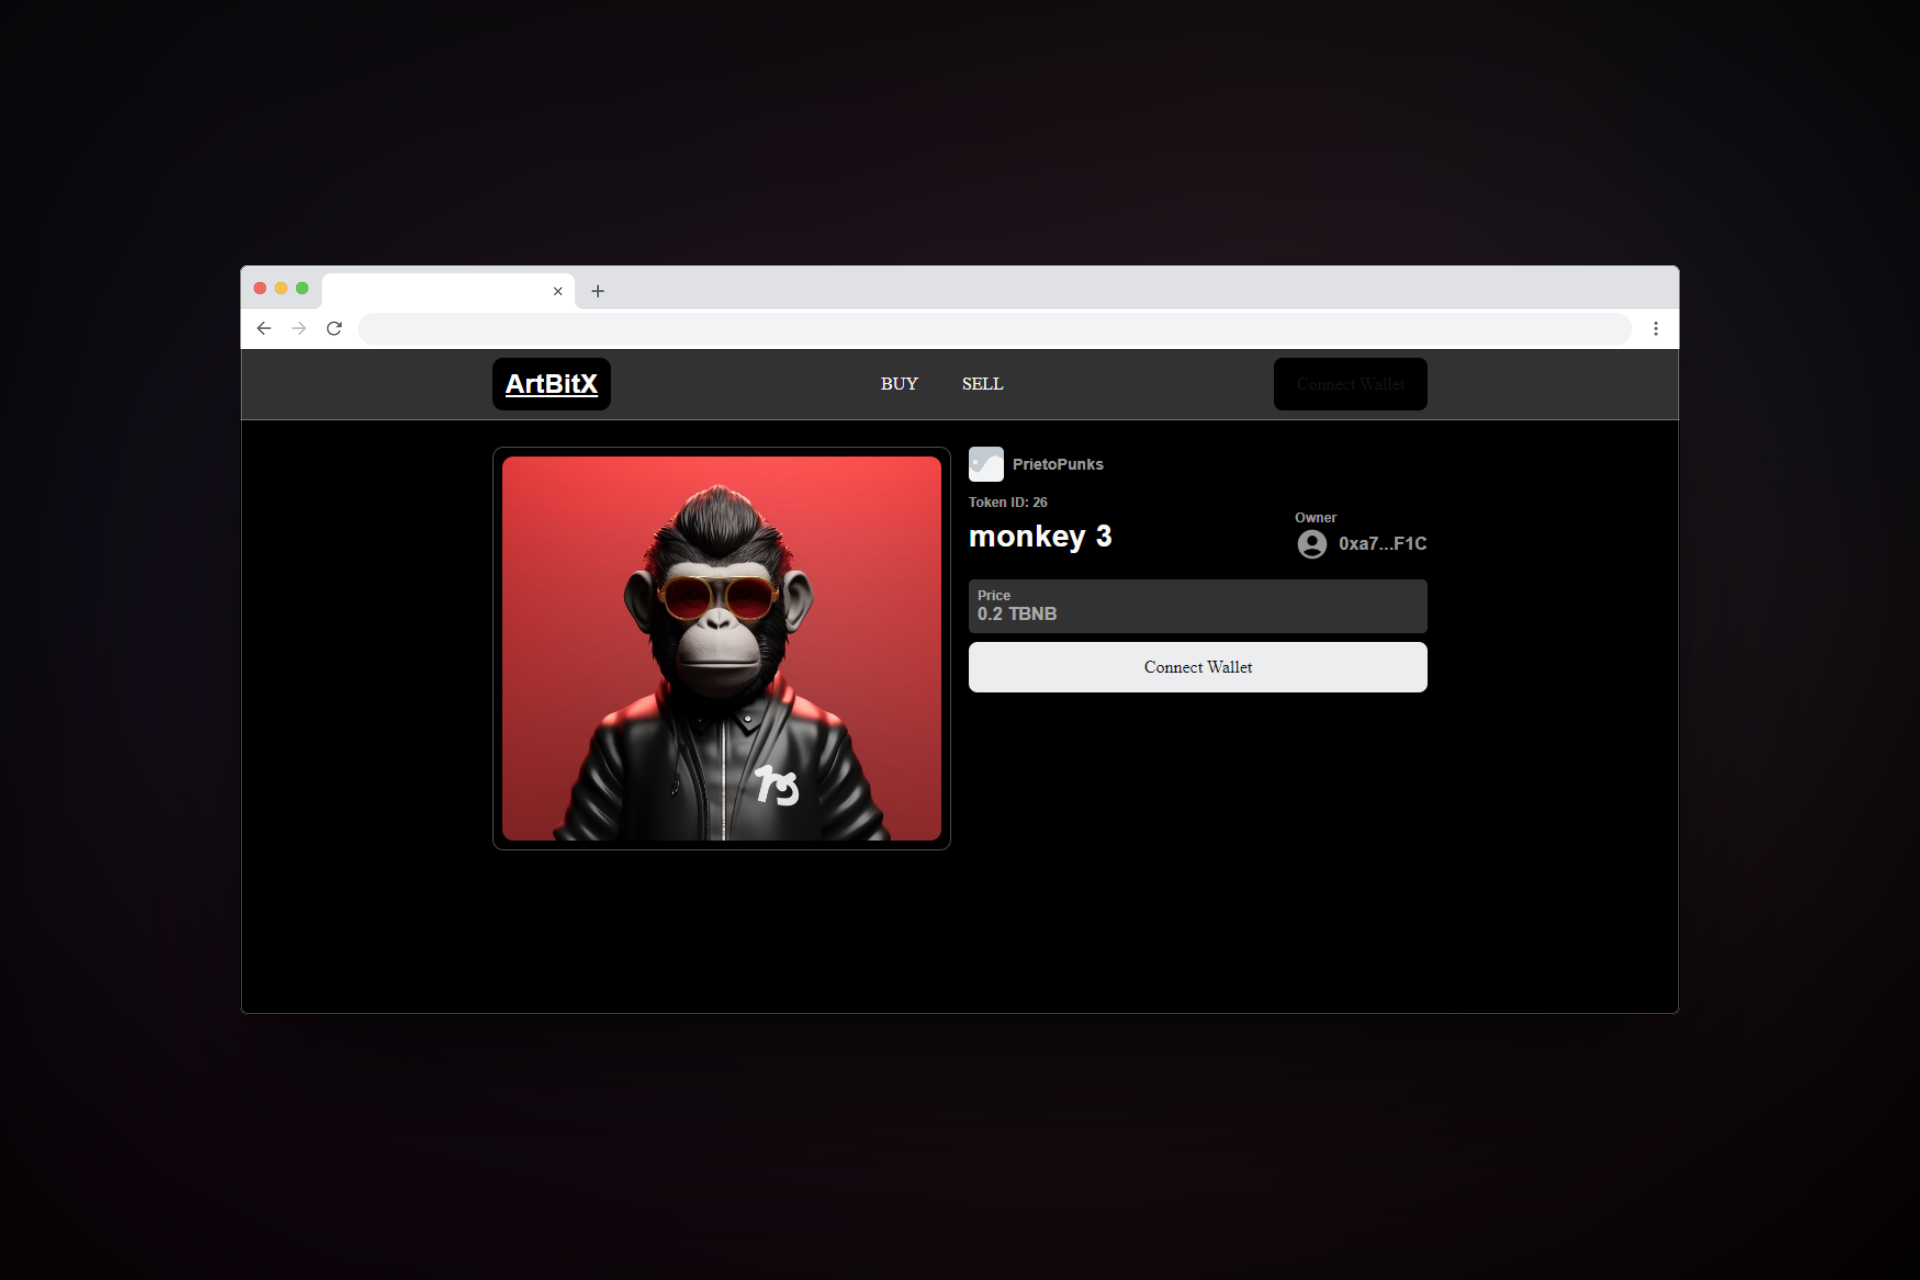 ArtBitX
BUY
SELL
Connect Wallet
PrietoPunks
Token ID: 26
monkey 3
Owner
0xa7...F1C
Price
0.2 TBNB
Connect Wallet